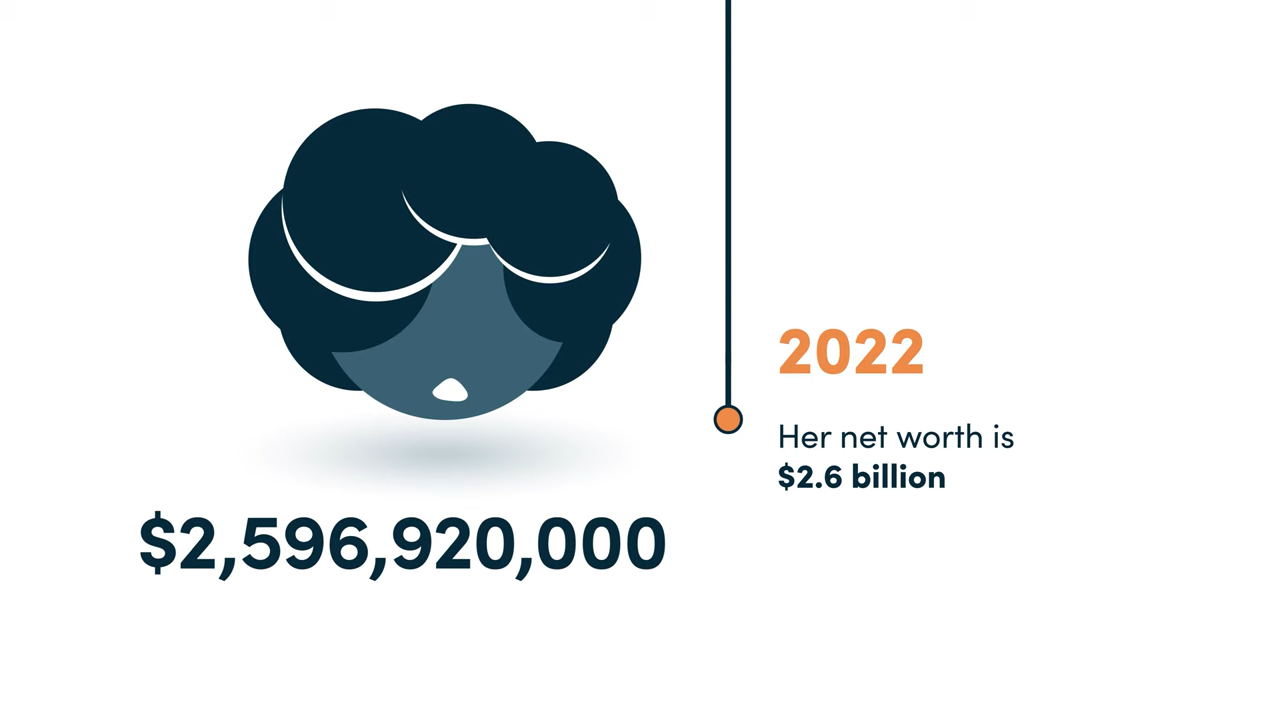 2022
Her net worth is
$2.6 billion
$2,596,920,000